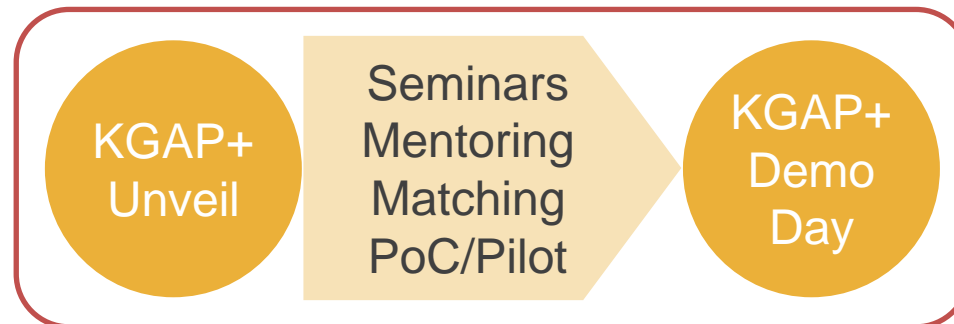 KGAP+
Unveil
Seminars
Mentoring
Matching
PoC/Pilot
KGAP+
Demo
Day